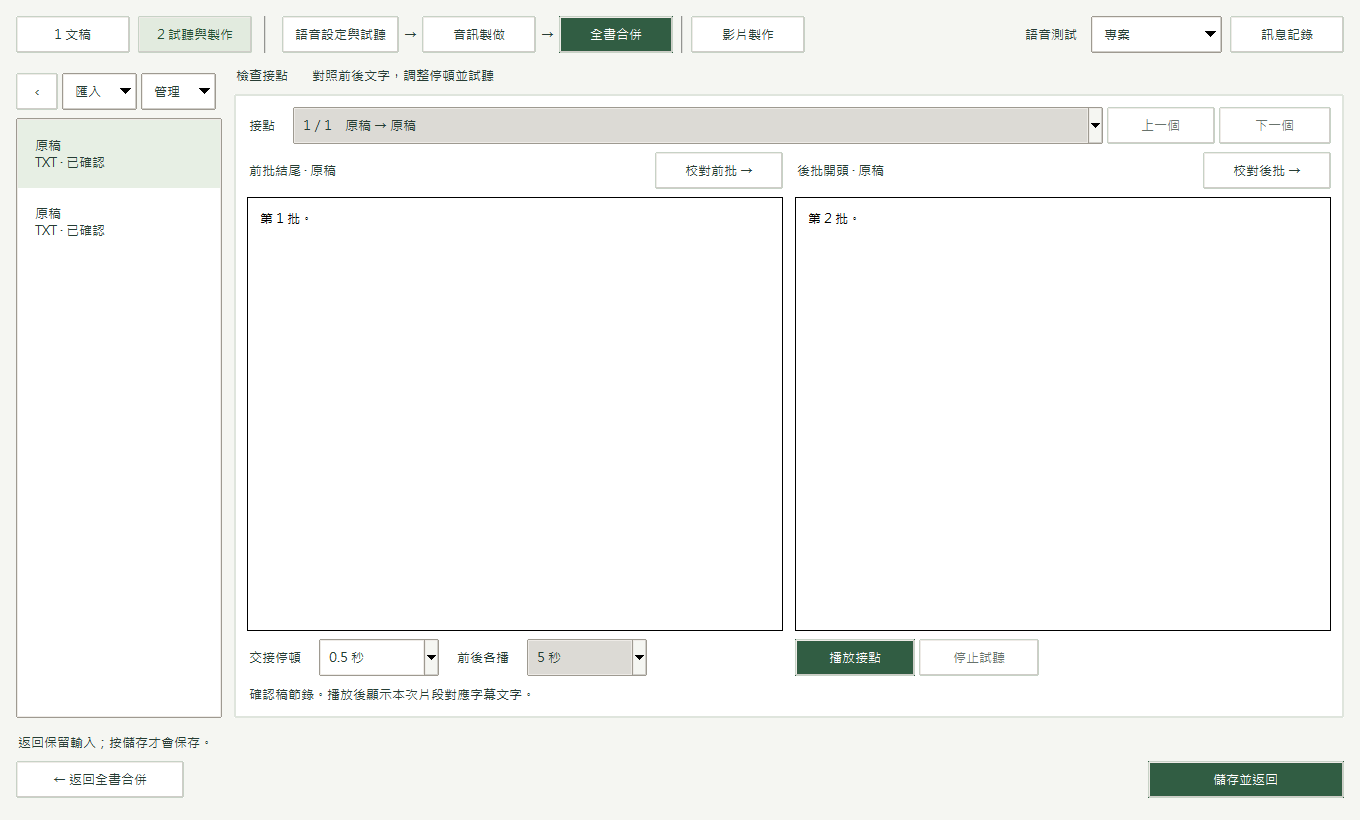 1 文稿
2 試聽與製作
語音設定與試聽
→
音訊製做
→
全書合併
影片製作
語音測試
專案
訊息記錄
‹
匯入
管理
檢查接點 對照前後文字，調整停頓並試聽
原稿
TXT · 已確認
原稿
TXT · 已確認
接點
1 / 1 原稿 → 原稿
上一個
下一個
前批結尾 · 原稿
校對前批 →
後批開頭 · 原稿
校對後批 →
第 1 批。
第 2 批。
交接停頓
0.5 秒
前後各播
5 秒
播放接點
停止試聽
確認稿節錄。播放後顯示本次片段對應字幕文字。
返回保留輸入；按儲存才會保存。
← 返回全書合併
儲存並返回